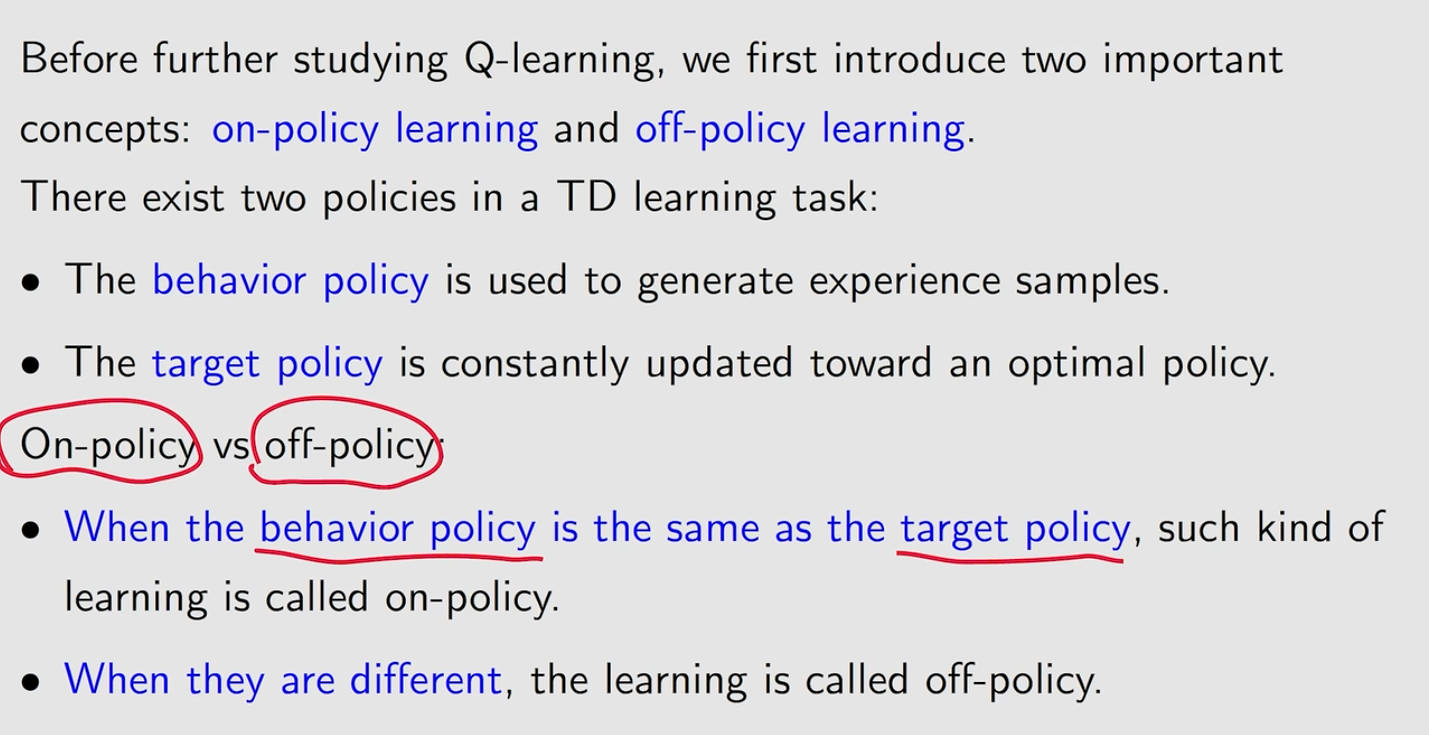 Before further studying Q-learning, we first introduce two important
concepts: on-policy learning and off-policy learning.
There exist two policies in a TD learning task:
• The behavior policy is used to generate experience samples.
• The target policy is constantly updated toward an optimal policy.
On-policy vs off-policy:
• When the behavior policy is the same as the target policy, such kind of
learning is called on-policy.
• When they are different, the learning is called off-policy.